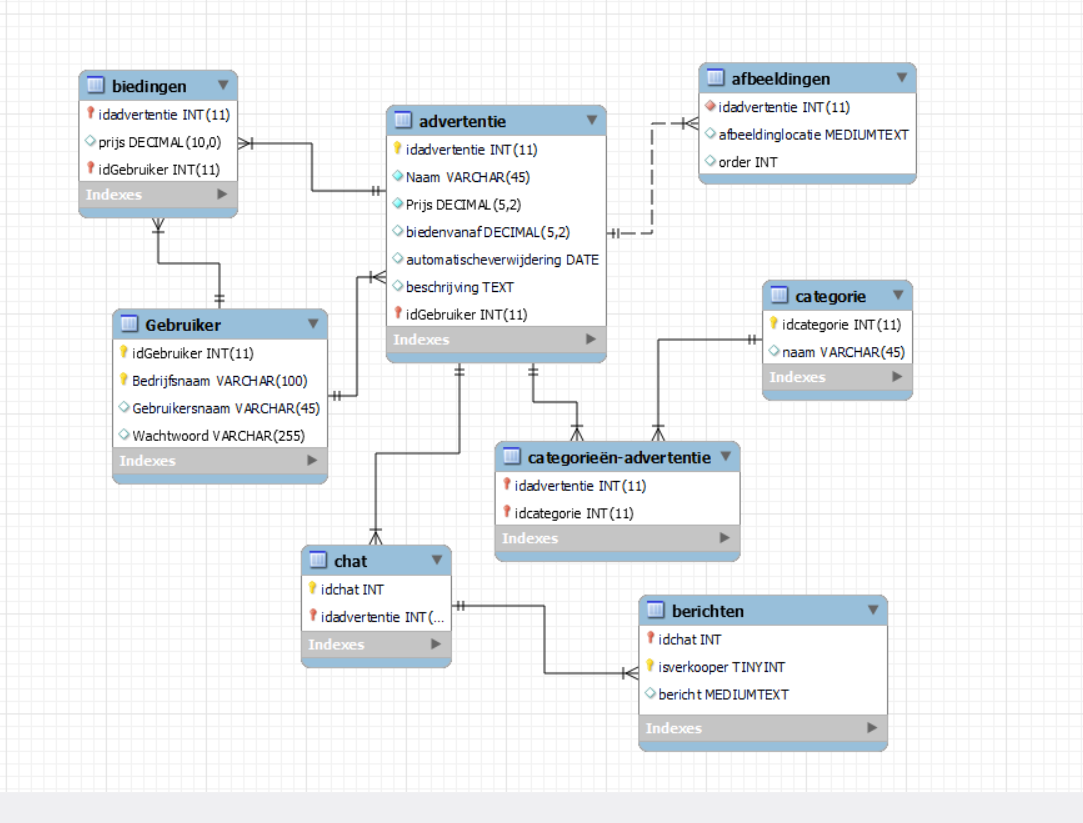 biedingen
idadvertentie INT(11)
prijs DECIMAL(10,0)
idGebruiker INT(11)
Indexes
advertentie
idadvertentie INT(11)
Naam VARCHAR(45)
Prijs DECIMAL(5,2)
biedenvanaf DECIMAL(5,2)
automatischeverwijdering DATE
beschrijving TEXT
idGebruiker INT(11)
Indexes
afbeeldingen
idadvertentie INT(11)
afbeeldinglocatie MEDIUMTEXT
order INT
Gebruiker
idGebruiker INT(11)
Bedrijfsnaam VARCHAR(100)
Gebruikersnaam VARCHAR(45)
Wachtwoord VARCHAR(255)
Indexes
categorie
idcategorie INT(11)
naam VARCHAR(45)
Indexes
categorieën-advertentie
idadvertentie INT(11)
idcategorie INT(11)
Indexes
chat
idchat INT
idadvertentie INT(...
Indexes
berichten
idchat INT
isverkooper TINYINT
bericht MEDIUMTEXT
Indexes